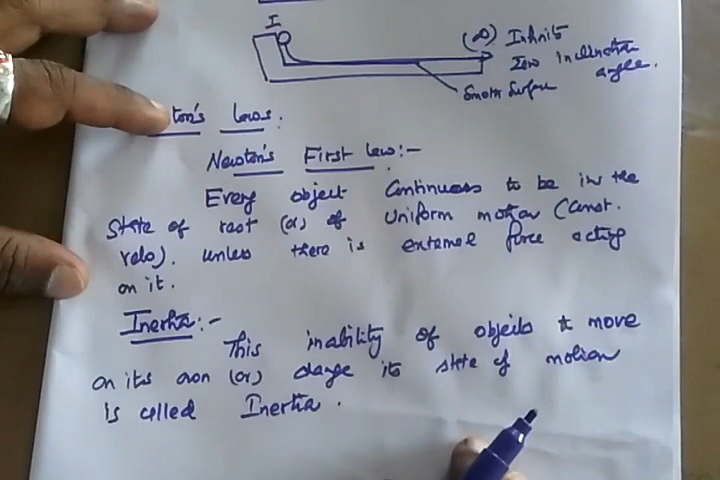 I
(∞) Infinite
Zero inclination
angle.
Smooth Surface
ton's laws.
Newton's First law:-
Every object Continuous to be in the
State of rest (or) of Uniform motion (Const.
velo). unless there is external force acting
on it.
Inertia:-
This inability of objects to move
on its own (or) change its state of motion
is called Inertia.